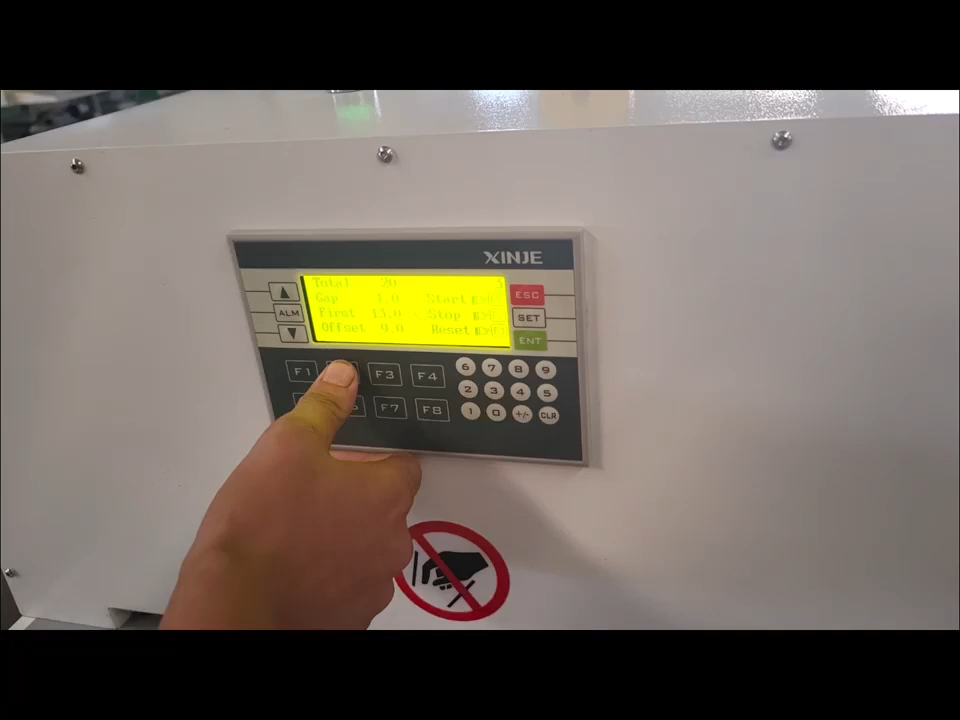 XINJE
Total 20
Gap 1.0 Start
First 13.0 Stop
Offset 9.0 Reset
ESC
ALM
SET
ENT
F1 F3 F4
F7 F8
6 7 8 9
2 3 4 5
1 0 +/- CLR